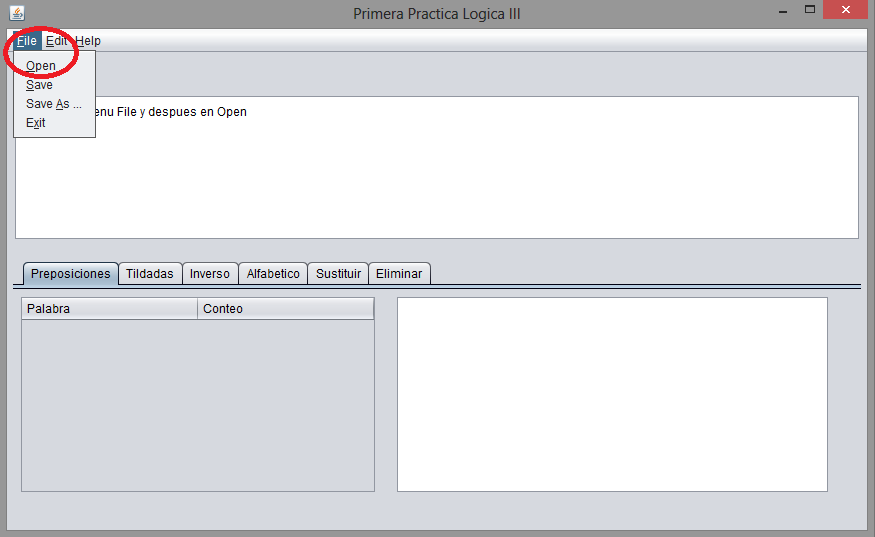 Primera Practica Logica III
File Edit Help
Open
Save
Save As ...
Exit
enu File y despues en Open
Preposiciones Tildadas Inverso Alfabetico Sustituir Eliminar
Palabra Conteo